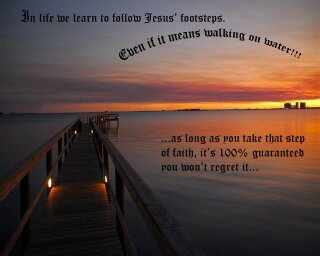 In life we learn to follow Jesus' footsteps.
Even if it means walking on water!!!
...as long as you take that step
of faith, it's 100% guaranteed
you won't regret it...